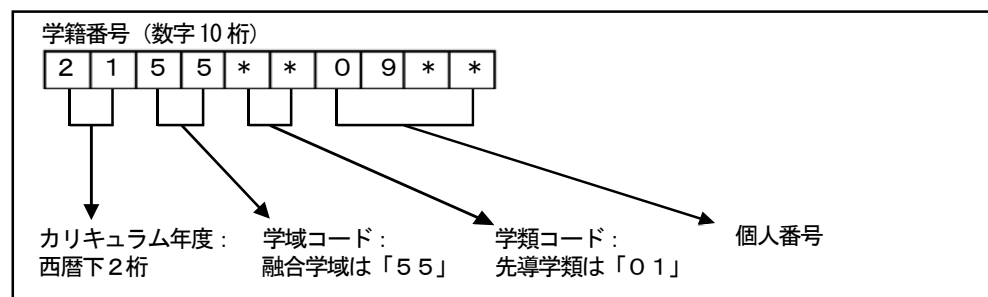 学籍番号（数字10桁）
２ １ ５ ５ ＊ ＊ ０ ９ ＊ ＊
カリキュラム年度：
西暦下２桁
学域コード：
融合学域は「５５」
学類コード：
先導学類は「０１」
個人番号